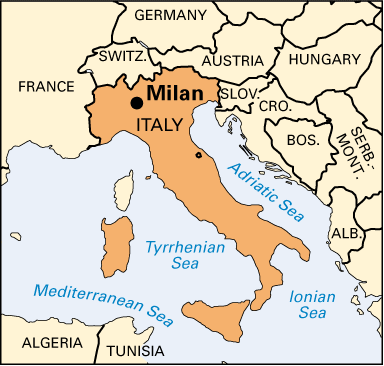 GERMANY
SWITZ.
AUSTRIA
HUNGARY
FRANCE
Milan
SLOV.
CRO.
ITALY
BOS.
SERB.-
MONT.
Adriatic Sea
ALB.
Tyrrhenian
Sea
Mediterranean Sea
Ionian
Sea
ALGERIA
TUNISIA